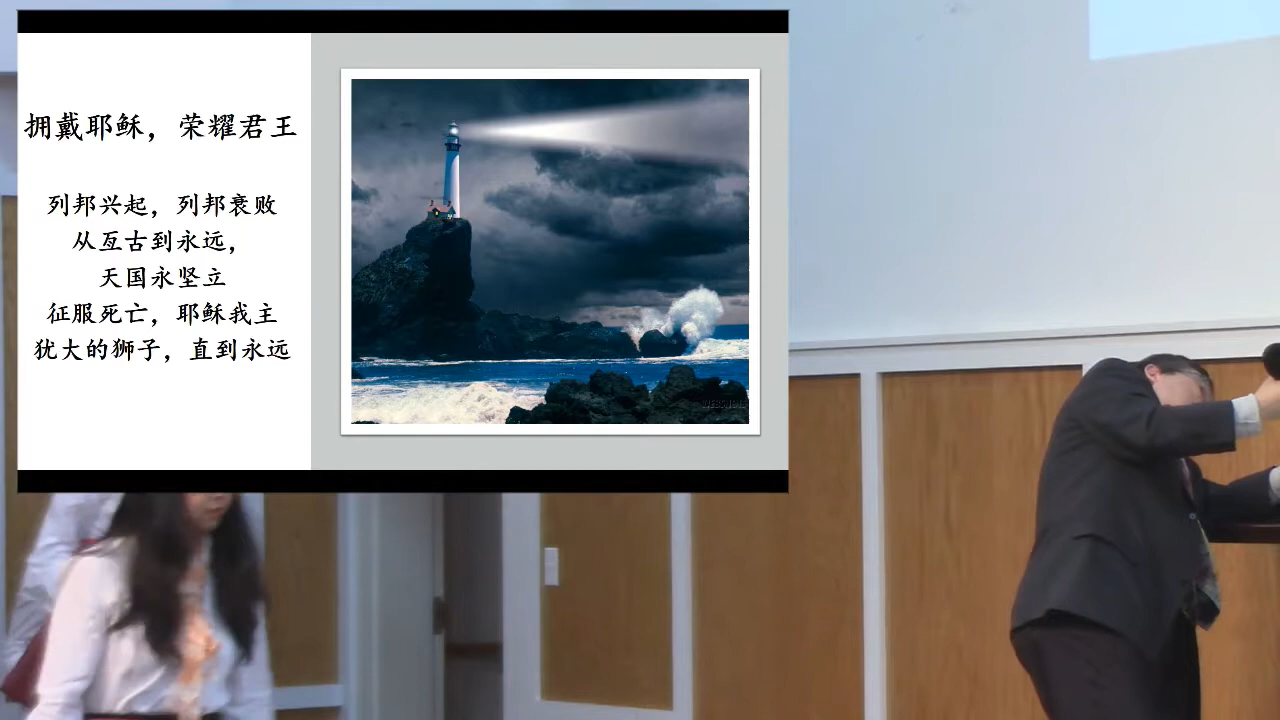 拥戴耶稣，荣耀君王
列邦兴起，列邦衰败
从亙古到永远，
天国永坚立
征服死亡，耶稣我主
犹大的狮子，直到永远